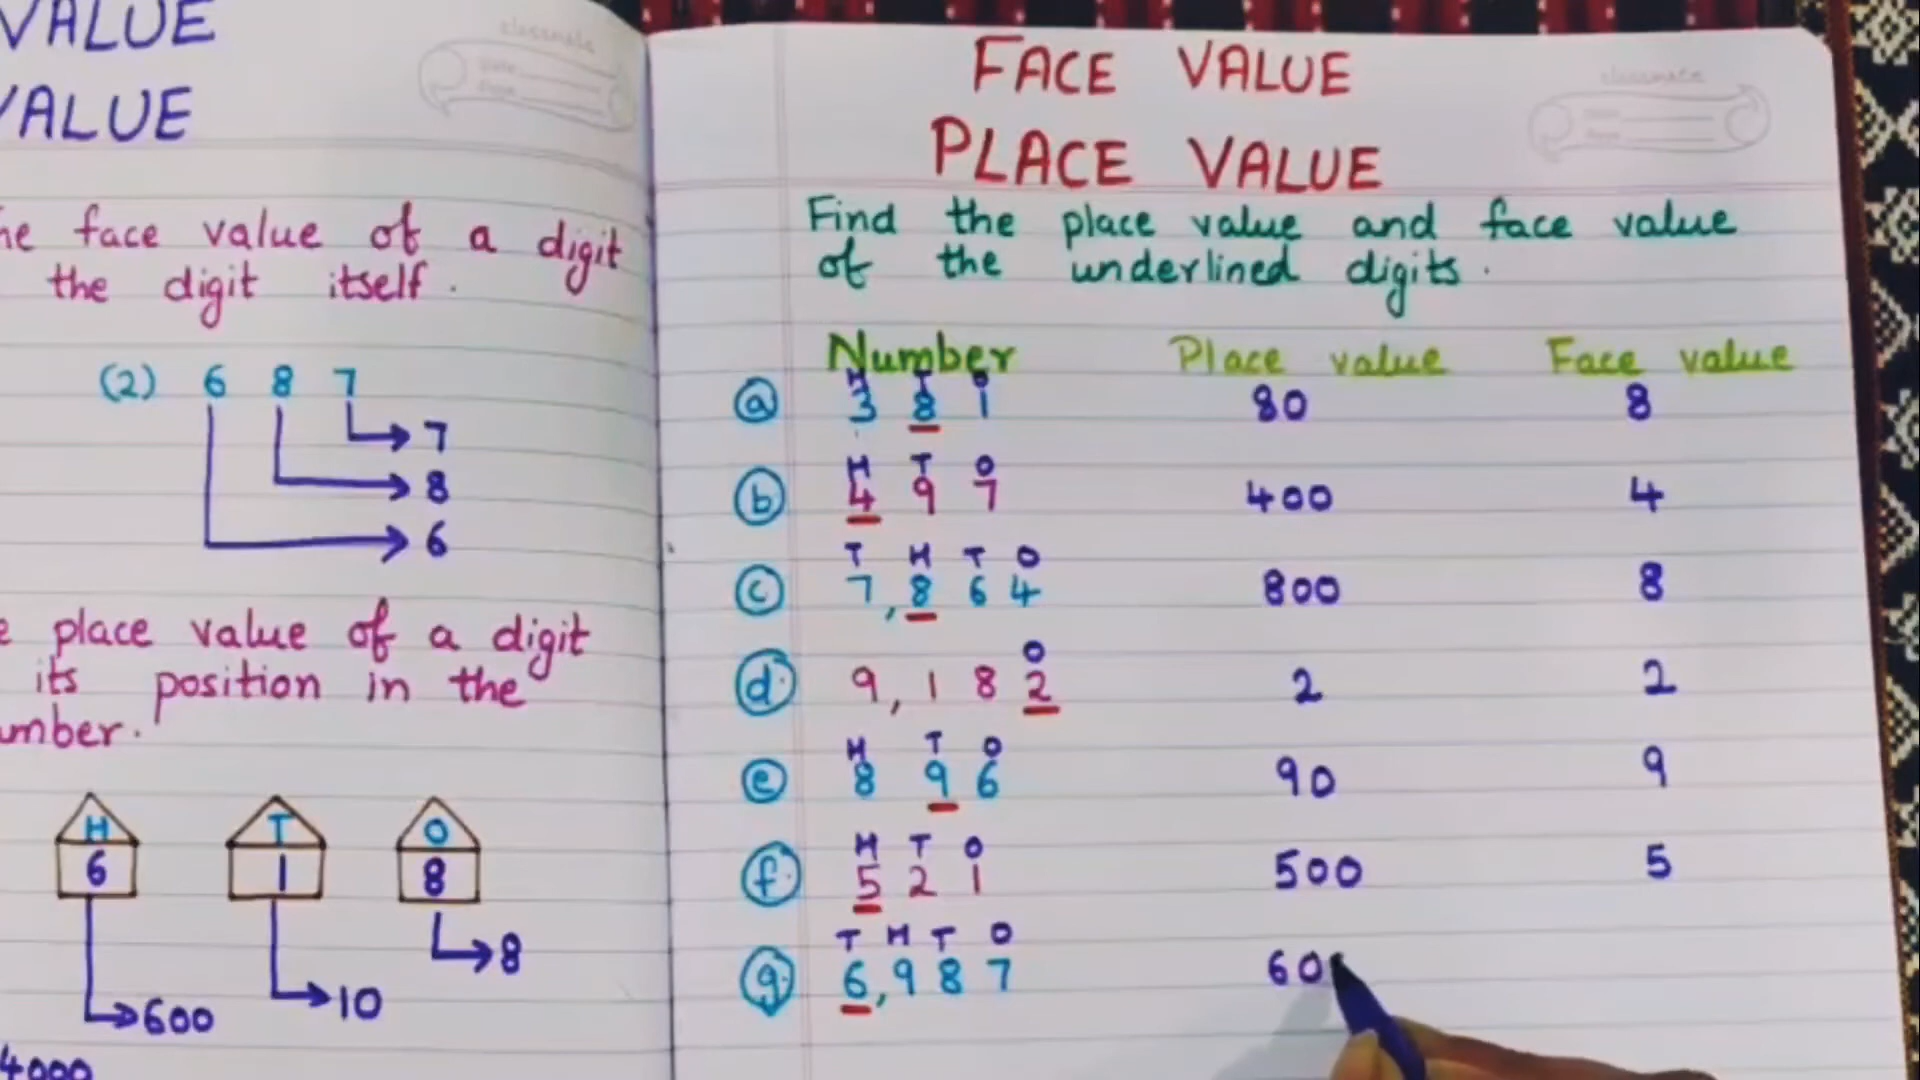 VALUE
VALUE
classmate
the face value of a digit
the digit itself.
(2) 6 8 7
7
8
6
place value of a digit
its position in the
number.
H T O
6 1 8
8
10
600
4000
classmate
FACE VALUE
PLACE VALUE
Find the place value and face value
of the underlined digits.
Number Place value Face value
H T O
(a) 3 8 1 80 8
H T O
(b) 4 9 7 400 4
T H T O
(c) 7,8 6 4 800 8
O
(d) 9,1 8 2 2 2
H T O
(e) 8 9 6 90 9
H T O
(f) 5 2 1 500 5
T H T O
(g) 6,9 8 7 60